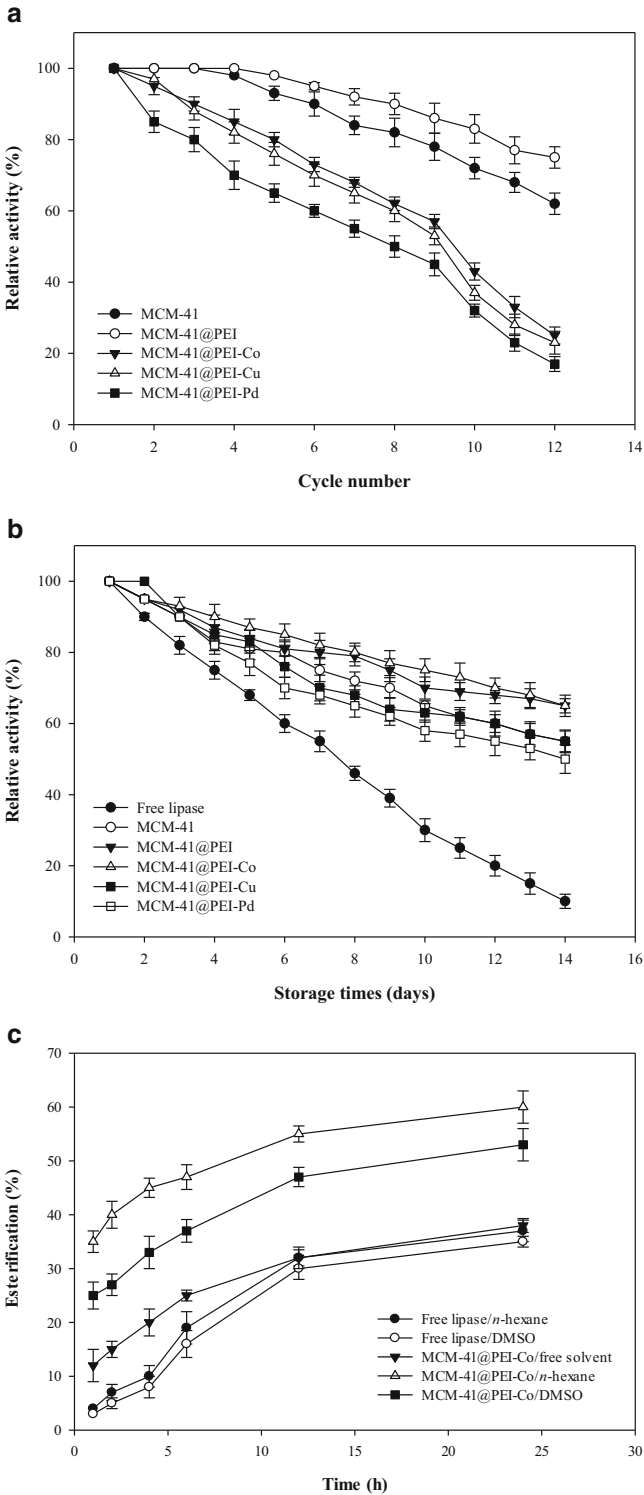 a
Relative activity (%)
100
80
60
40
20
0
MCM-41
MCM-41@PEI
MCM-41@PEI-Co
MCM-41@PEI-Cu
MCM-41@PEI-Pd
0 2 4 6 8 10 12 14
Cycle number
b
Relative activity (%)
100
80
60
40
20
0
Free lipase
MCM-41
MCM-41@PEI
MCM-41@PEI-Co
MCM-41@PEI-Cu
MCM-41@PEI-Pd
0 2 4 6 8 10 12 14 16
Storage times (days)
c
Esterification (%)
70
60
50
40
30
20
10
0
Free lipase/n-hexane
Free lipase/DMSO
MCM-41@PEI-Co/free solvent
MCM-41@PEI-Co/n-hexane
MCM-41@PEI-Co/DMSO
0 5 10 15 20 25 30
Time (h)